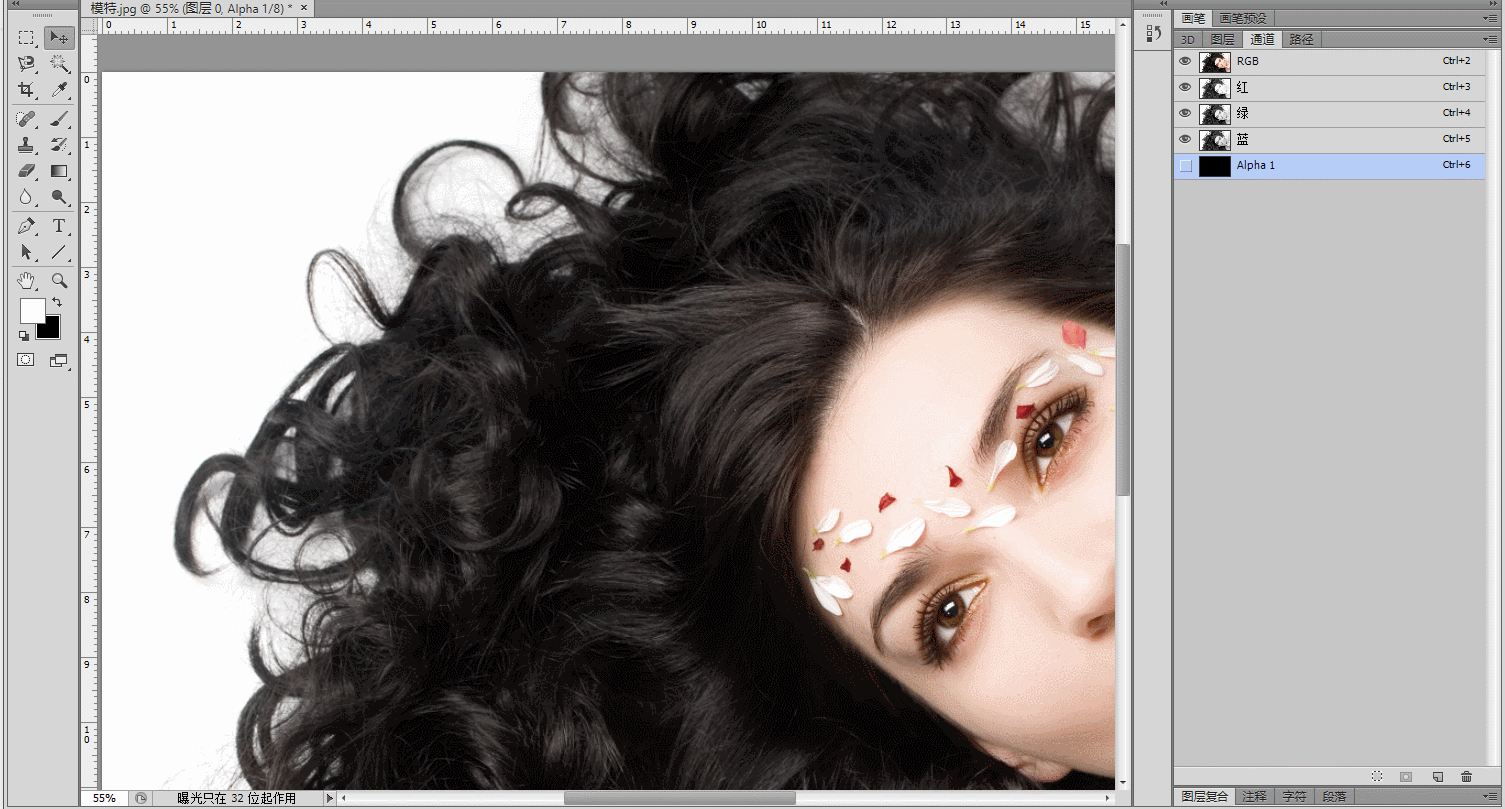 模特.jpg @ 55% (图层 0, Alpha 1/8) * ×
0 1 2 3 4 5 6 7 8 9 10 11 12 13 14 15
0
1
2
3
4
5
6
7
8
9
10
T
55%
曝光只在 32 位起作用
画笔 画笔预设
3D 图层 通道 路径
RGB Ctrl+2
红 Ctrl+3
绿 Ctrl+4
蓝 Ctrl+5
Alpha 1 Ctrl+6
图层复合 注释 字符 段落